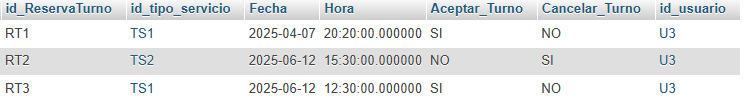 id_ReservaTurno id_tipo_servicio Fecha Hora Aceptar_Turno Cancelar_Turno id_usuario
RT1 TS1 2025-04-07 20:20:00.000000 SI NO U3
RT2 TS2 2025-06-12 15:30:00.000000 NO SI U3
RT3 TS1 2025-06-12 12:30:00.000000 SI NO U3